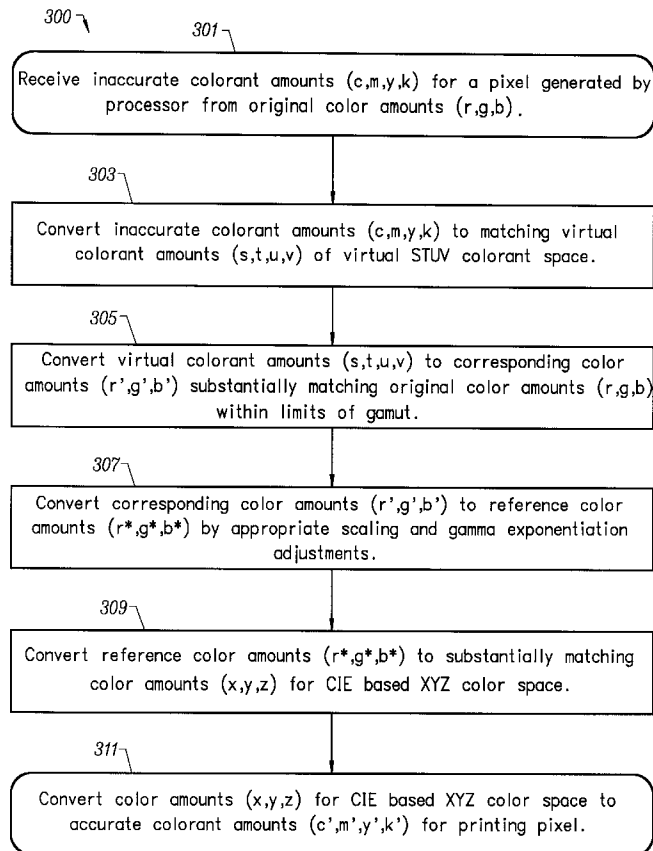 300
301
Receive inaccurate colorant amounts (c,m,y,k) for a pixel generated by
processor from original color amounts (r,g,b).
303
Convert inaccurate colorant amounts (c,m,y,k) to matching virtual
colorant amounts (s,t,u,v) of virtual STUV colorant space.
305
Convert virtual colorant amounts (s,t,u,v) to corresponding color
amounts (r',g',b') substantially matching original color amounts (r,g,b)
within limits of gamut.
307
Convert corresponding color amounts (r',g',b') to reference color
amounts (r*,g*,b*) by appropriate scaling and gamma exponentiation
adjustments.
309
Convert reference color amounts (r*,g*,b*) to substantially matching
color amounts (x,y,z) for CIE based XYZ color space.
311
Convert color amounts (x,y,z) for CIE based XYZ color space to
accurate colorant amounts (c',m',y',k') for printing pixel.